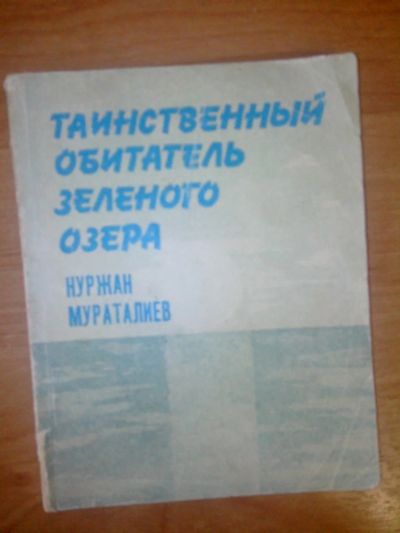 ТАИНСТВЕННЫЙ
ОБИТАТЕЛЬ
ЗЕЛЕНОГО
ОЗЕРА
НУРЖАН
МУРАТАЛИЕВ